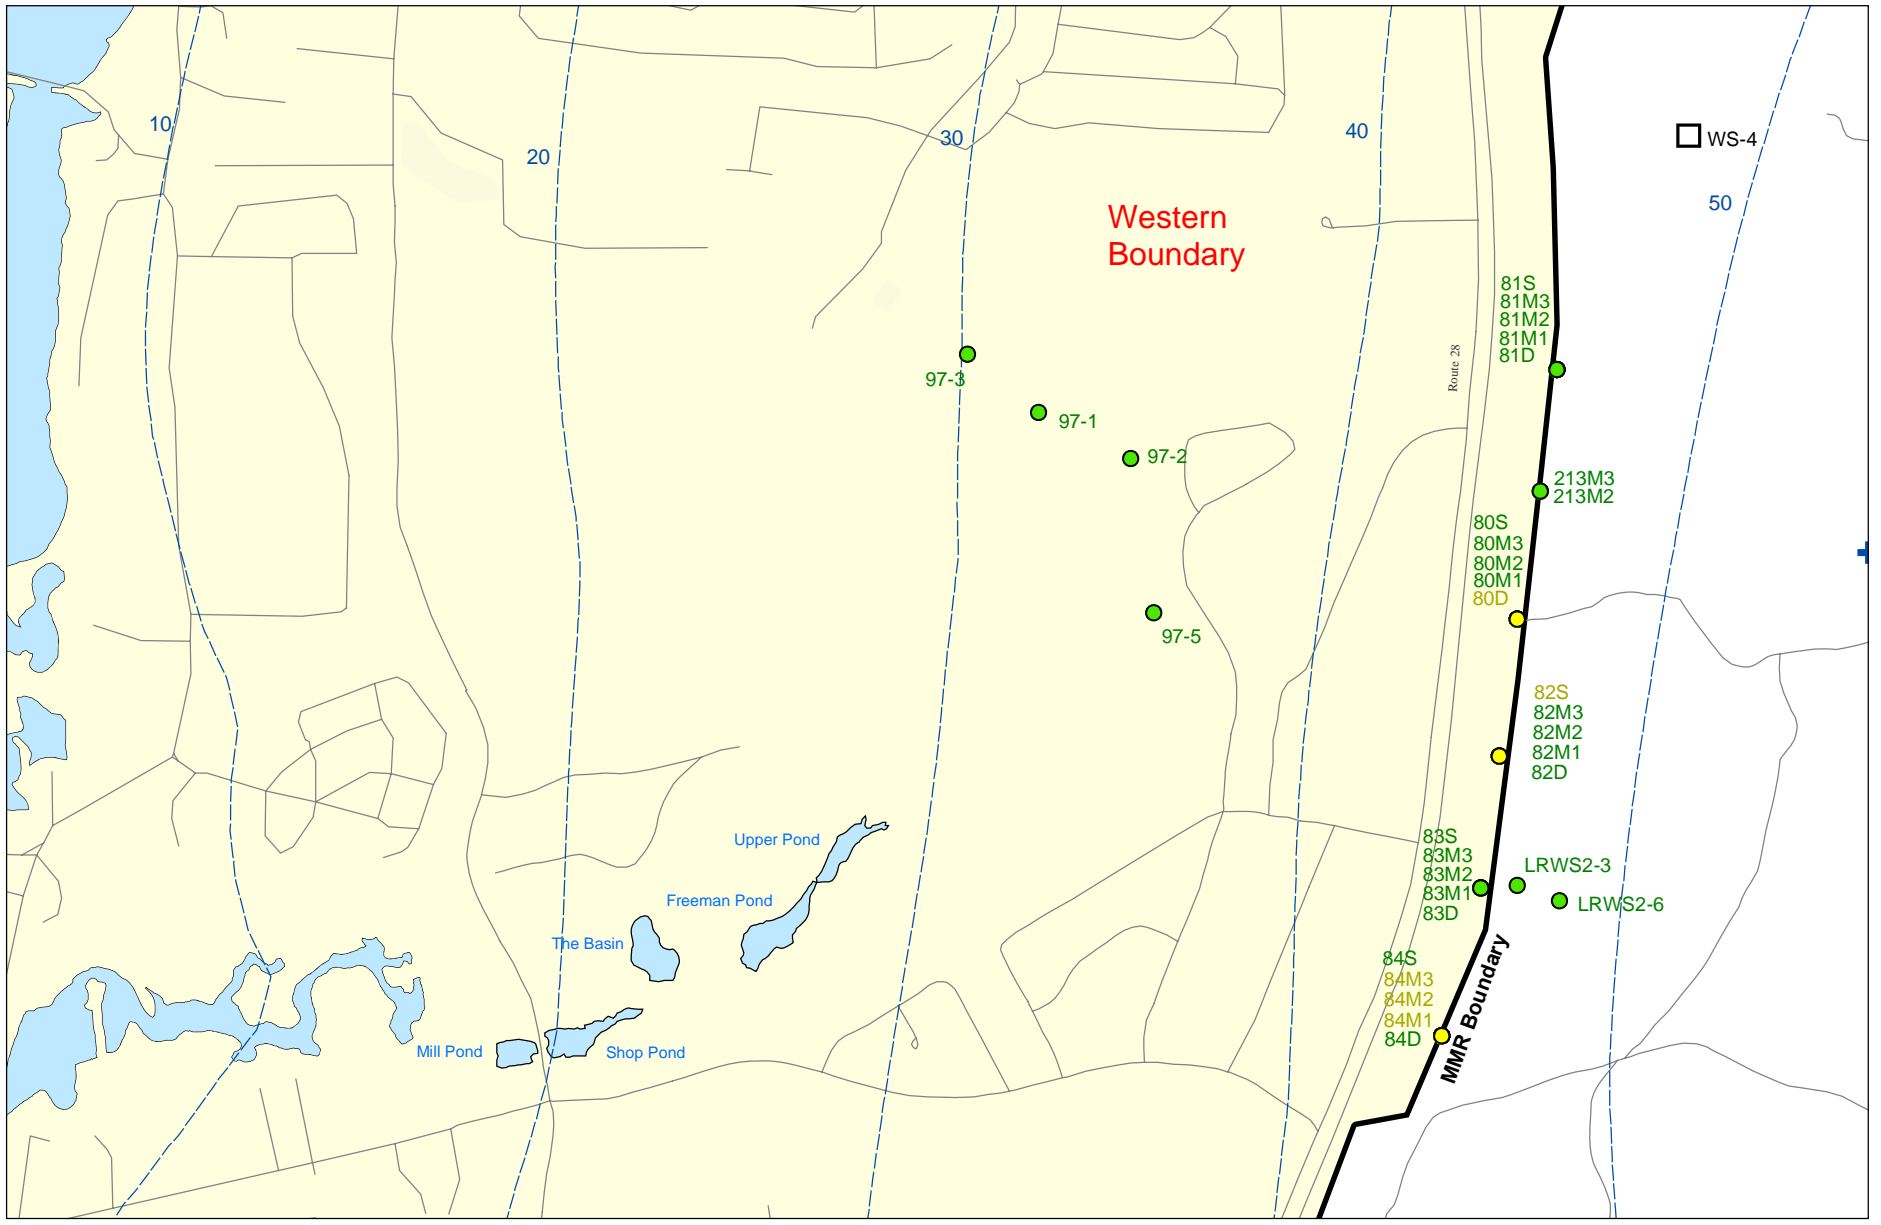 10
20
30
40
WS-4
50
Western
Boundary
81S
81M3
81M2
81M1
81D
Route 28
97-3
97-1
97-2
213M3
213M2
80S
80M3
80M2
80M1
80D
97-5
82S
82M3
82M2
82M1
82D
Upper Pond
83S
83M3
83M2
83M1
83D
LRWS2-3
LRWS2-6
Freeman Pond
The Basin
84S
84M3
84M2
84M1
84D
MMR Boundary
Mill Pond
Shop Pond